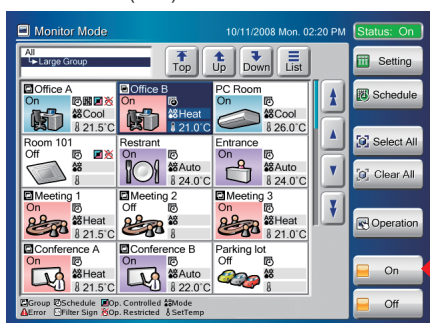 Monitor Mode 10/11/2008 Mon. 02:20 PM Status: On
All
Large Group
Top Up Down List
Setting
Schedule
Select All
Clear All
Operation
On
Off
Office A
On
Cool
21.5°C
Office B
On
Heat
21.0°C
PC Room
On
Cool
26.0°C
Room 101
Off
Restrant
On
Auto
24.0°C
Entrance
On
Auto
24.0°C
Meeting 1
On
Heat
21.5°C
Meeting 2
Off
Meeting 3
On
Heat
21.0°C
Conference A
On
Heat
21.5°C
Conference B
On
Auto
22.0°C
Parking lot
Off
Group Schedule Op. Controlled Mode
Error Filter Sign Op. Restricted SetTemp